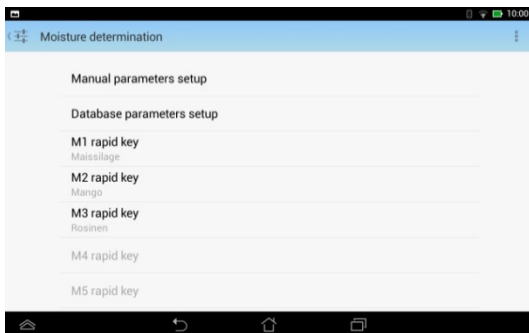 10:00
Moisture determination
Manual parameters setup
Database parameters setup
M1 rapid key
Maissilage
M2 rapid key
Mango
M3 rapid key
Rosinen
M4 rapid key
M5 rapid key